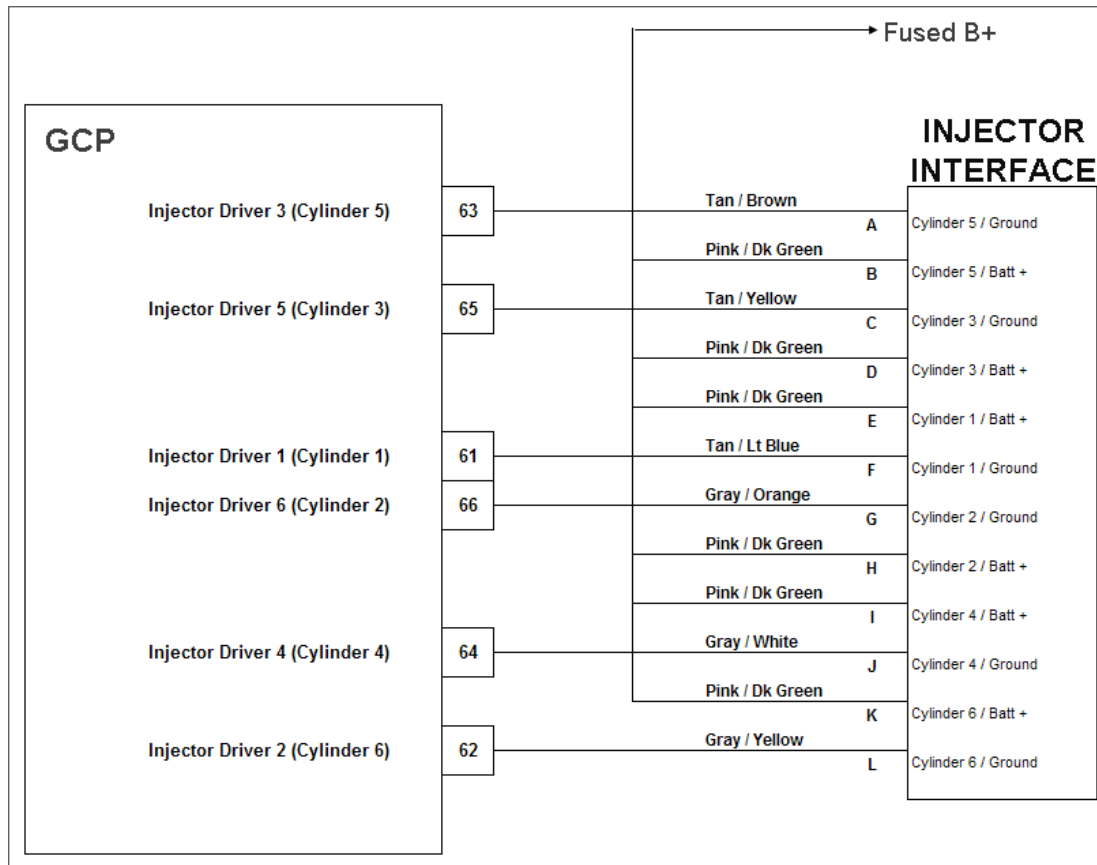 Fused B+
GCP
INJECTOR
INTERFACE
Injector Driver 3 (Cylinder 5)
63
Tan / Brown
A
Cylinder 5 / Ground
Pink / Dk Green
B
Cylinder 5 / Batt +
Injector Driver 5 (Cylinder 3)
65
Tan / Yellow
C
Cylinder 3 / Ground
Pink / Dk Green
D
Cylinder 3 / Batt +
Pink / Dk Green
E
Cylinder 1 / Batt +
Injector Driver 1 (Cylinder 1)
61
Tan / Lt Blue
F
Cylinder 1 / Ground
Injector Driver 6 (Cylinder 2)
66
Gray / Orange
G
Cylinder 2 / Ground
Pink / Dk Green
H
Cylinder 2 / Batt +
Pink / Dk Green
I
Cylinder 4 / Batt +
Injector Driver 4 (Cylinder 4)
64
Gray / White
J
Cylinder 4 / Ground
Pink / Dk Green
K
Cylinder 6 / Batt +
Injector Driver 2 (Cylinder 6)
62
Gray / Yellow
L
Cylinder 6 / Ground